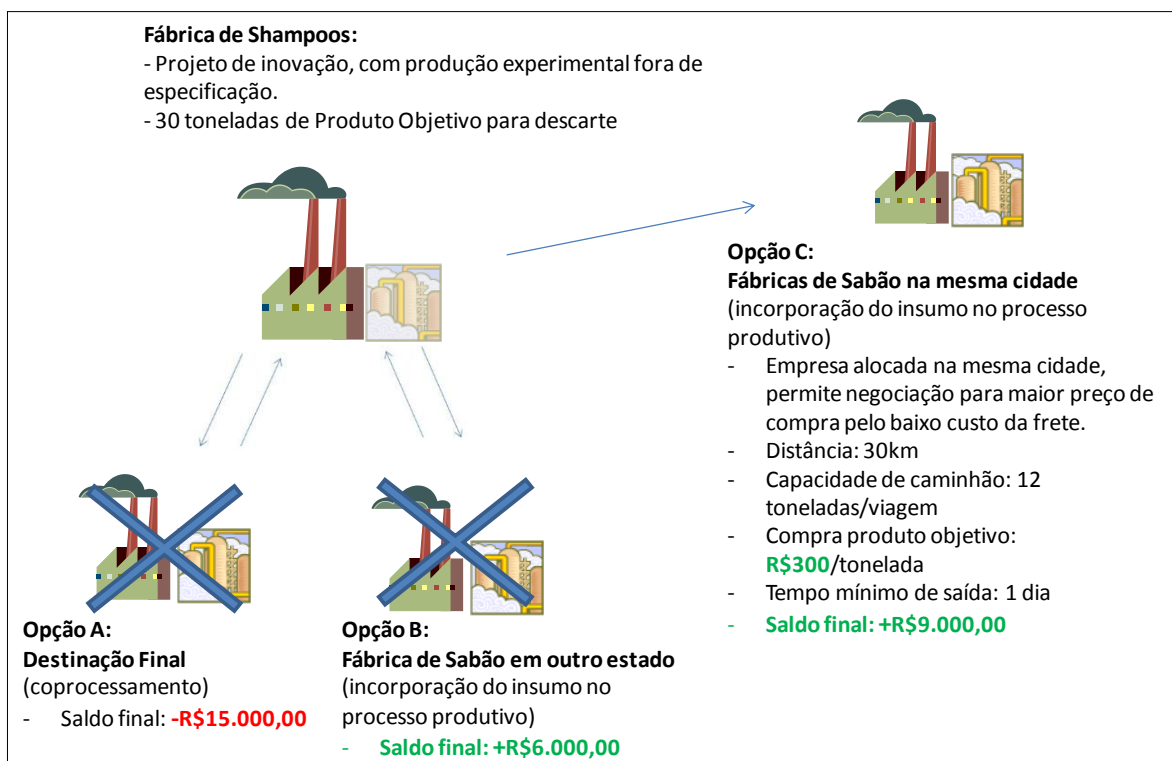 Fábrica de Shampoos:
- Projeto de inovação, com produção experimental fora de
especificação.
- 30 toneladas de Produto Objetivo para descarte
Opção C:
Fábricas de Sabão na mesma cidade
(incorporação do insumo no processo
produtivo)
- Empresa alocada na mesma cidade,
permite negociação para maior preço de
compra pelo baixo custo da frete.
- Distância: 30km
- Capacidade de caminhão: 12
toneladas/viagem
- Compra produto objetivo:
R$300/tonelada
- Tempo mínimo de saída: 1 dia
- Saldo final: +R$9.000,00
Opção A:
Destinação Final
(coprocessamento)
- Saldo final: -R$15.000,00
Opção B:
Fábrica de Sabão em outro estado
(incorporação do insumo no
processo produtivo)
- Saldo final: +R$6.000,00